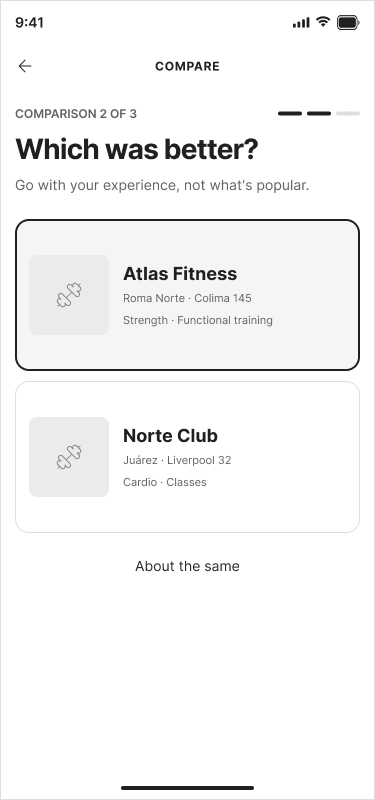 9:41
COMPARE
COMPARISON 2 OF 3
Which was better?
Go with your experience, not what's popular.
Atlas Fitness
Roma Norte · Colima 145
Strength · Functional training
Norte Club
Juárez · Liverpool 32
Cardio · Classes
About the same